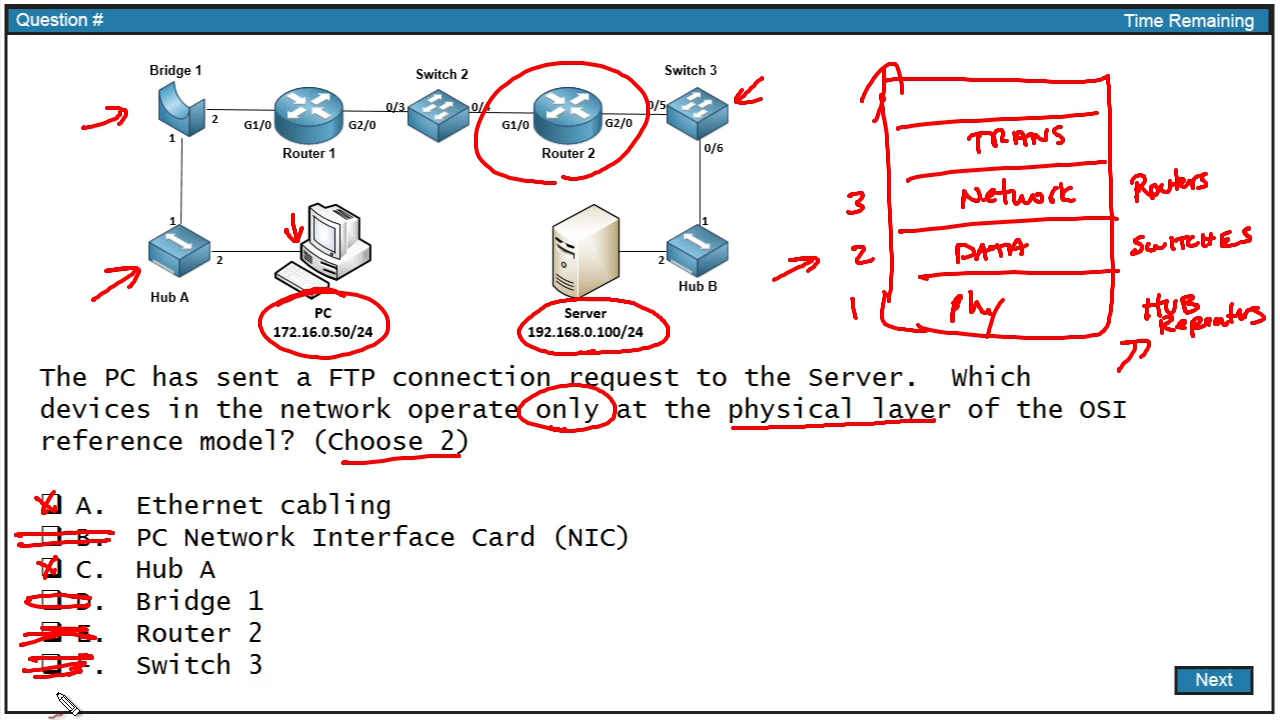 Question #
Time Remaining
Bridge 1
Switch 2
Switch 3
2
G1/0
G2/0
0/3
0/4
G1/0
G2/0
0/5
1
Router 1
Router 2
0/6
TRANS
3
Network
Routers
1
2
1
2
2
DATA
SWITCHES
Hub A
Hub B
PC
172.16.0.50/24
Server
192.168.0.100/24
1
Phy
HUB
Repeaters
The PC has sent a FTP connection request to the Server. Which
devices in the network operate only at the physical layer of the OSI
reference model? (Choose 2)
A. Ethernet cabling
B. PC Network Interface Card (NIC)
C. Hub A
D. Bridge 1
E. Router 2
F. Switch 3
Next